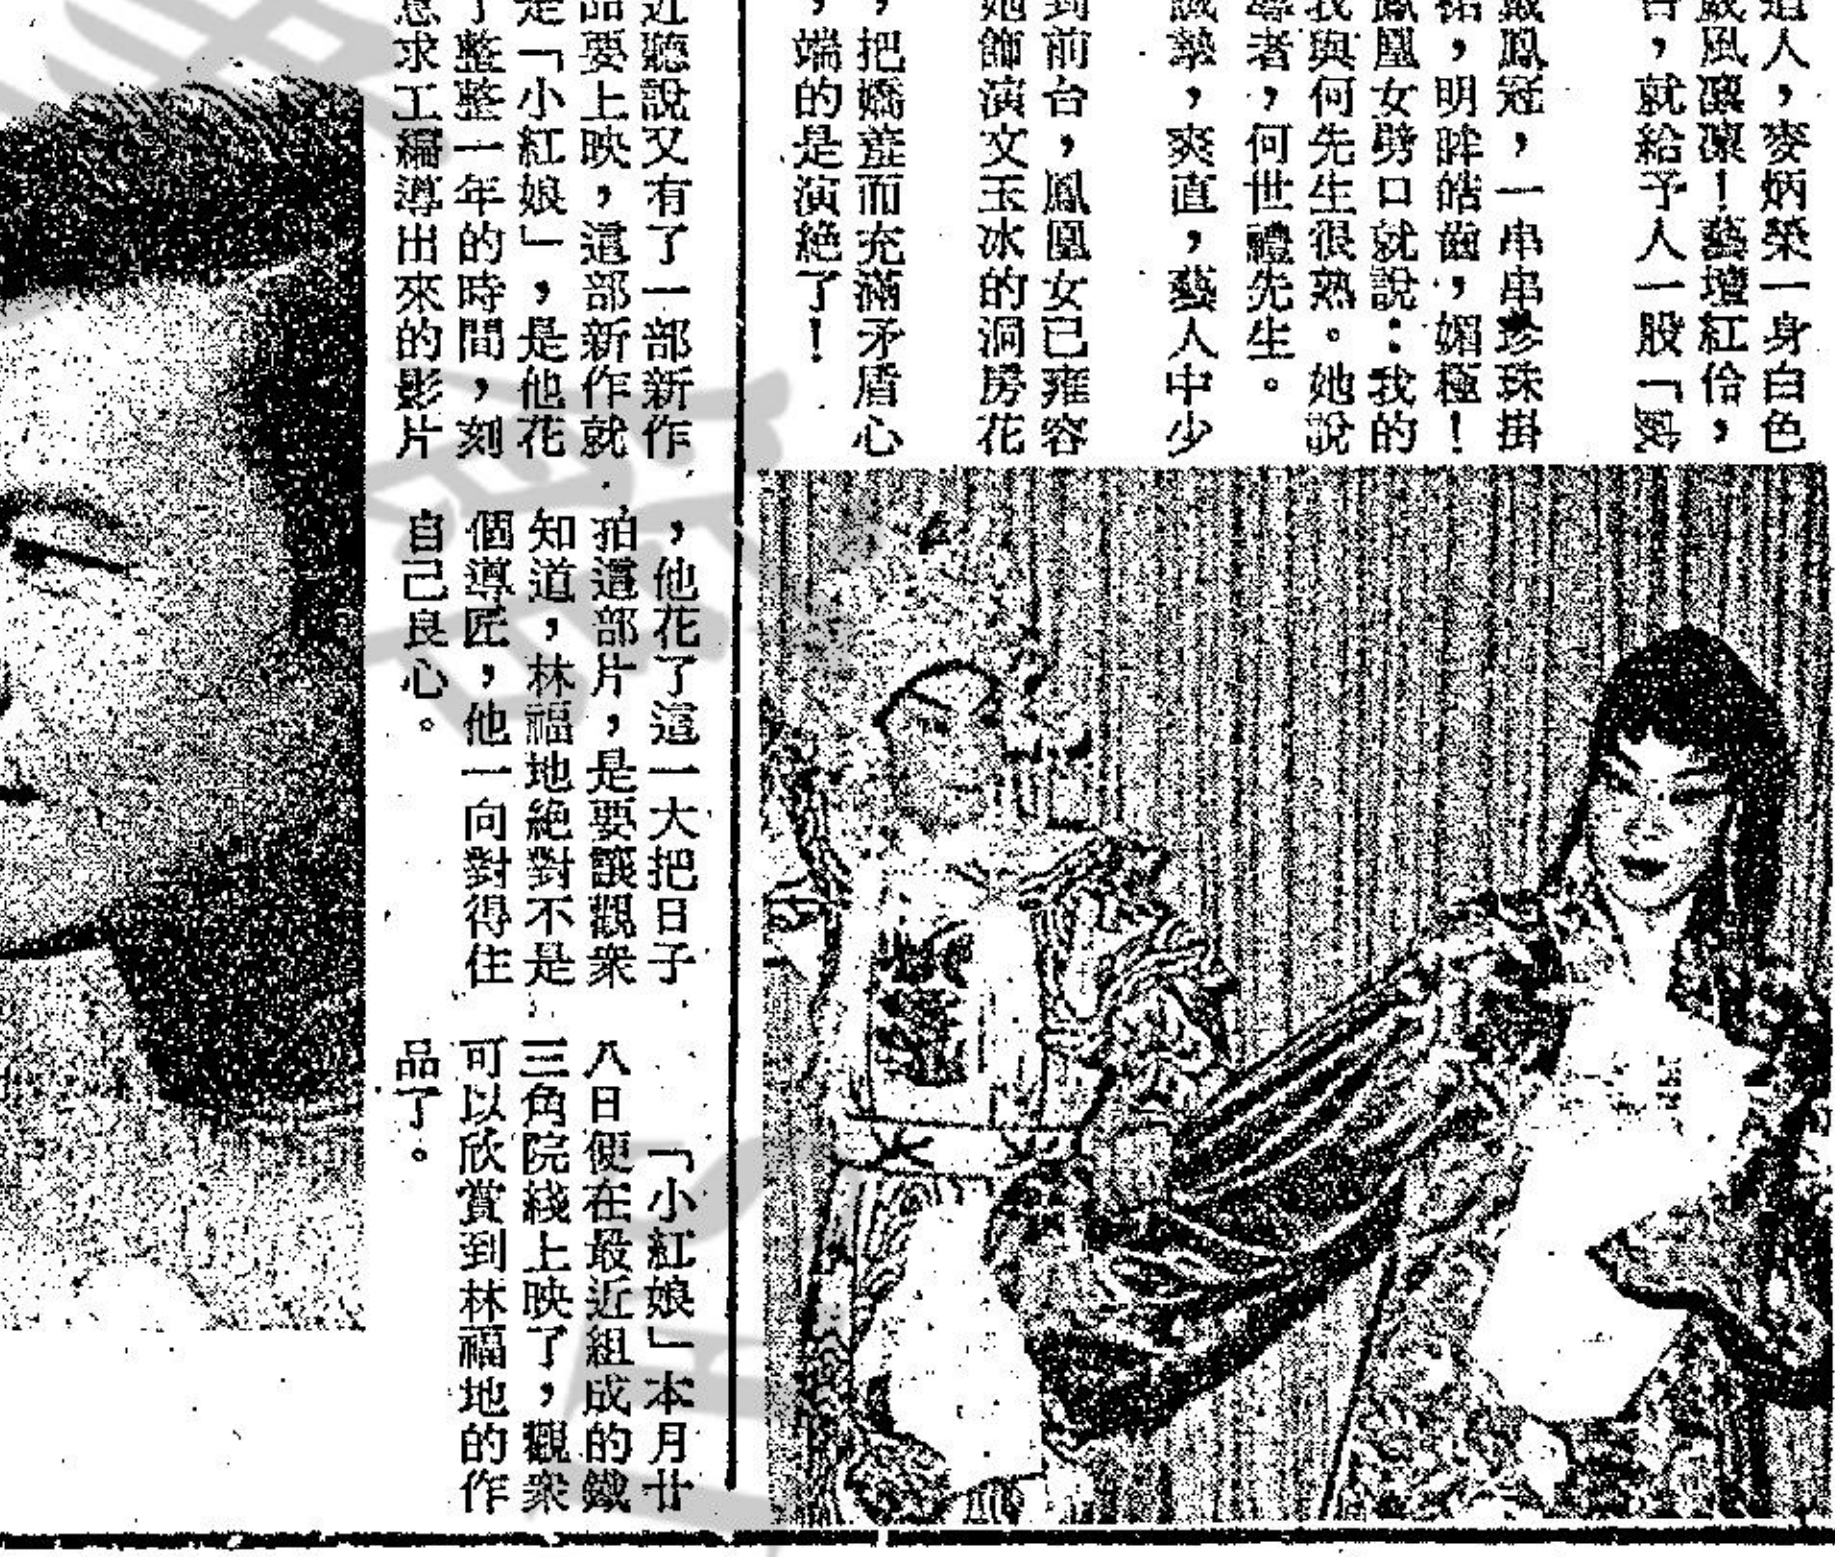 道人，麥炳榮一身白色
威風凛凛！藝壇紅伶，
台，就給予人一股「
戴鳳冠，一串串珍珠掛
，明眸皓齒，媚極！
鳳凰女劈口就說：我的
我與何先生很熟。她說
導者，何世禮先生。
誠摯，爽直，藝人中少
到前台，鳳凰女已雍容
她飾演文玉冰的洞房花
，把嬌羞而充滿矛盾心
，端的是演絕了！
近聽說又有了一部新作
品要上映，這部新作就
是「小紅娘」，是他花
了整整一年的時間，刻
意求工編導出來的影片
，他花了這一大把日子
拍這部片，是要讓觀衆
知道，林福地絕對不是
個導匠，他一向對得住
自己良心。
「小紅娘」本月廿
八日便在最近組成的鐵
三角院綫上映了，觀衆
可以欣賞到林福地的作
品了。